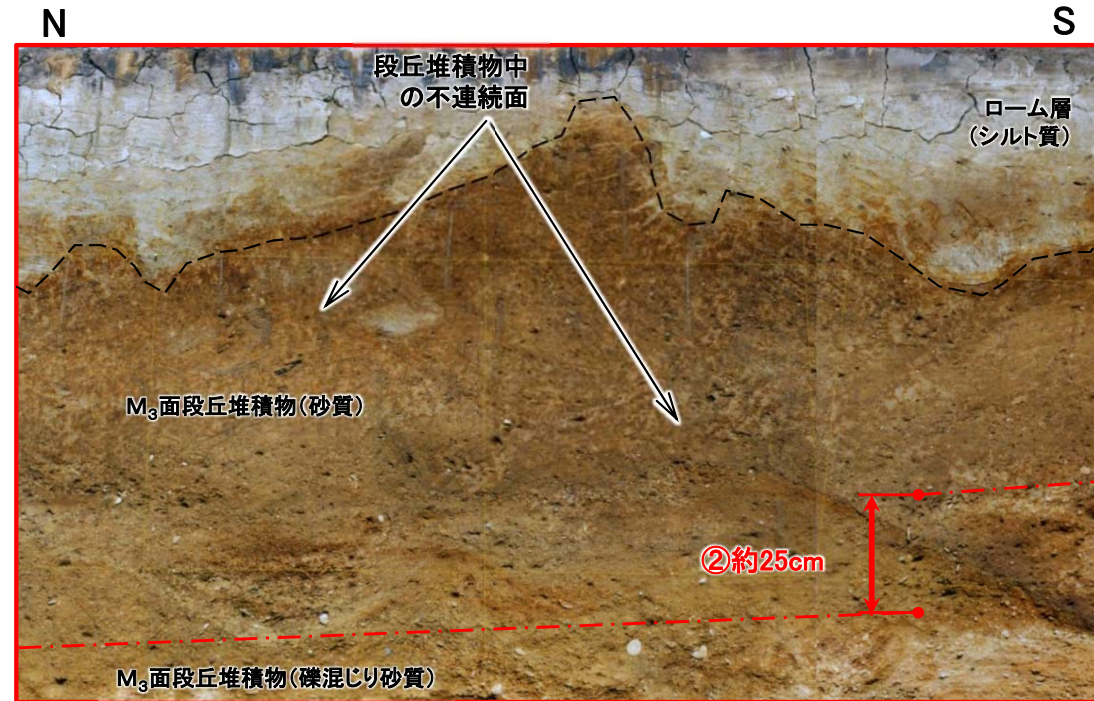 N
S
段丘堆積物中
の不連続面
ローム層
(シルト質)
M₃面段丘堆積物(砂質)
②約25cm
M₃面段丘堆積物(礫混じり砂質)